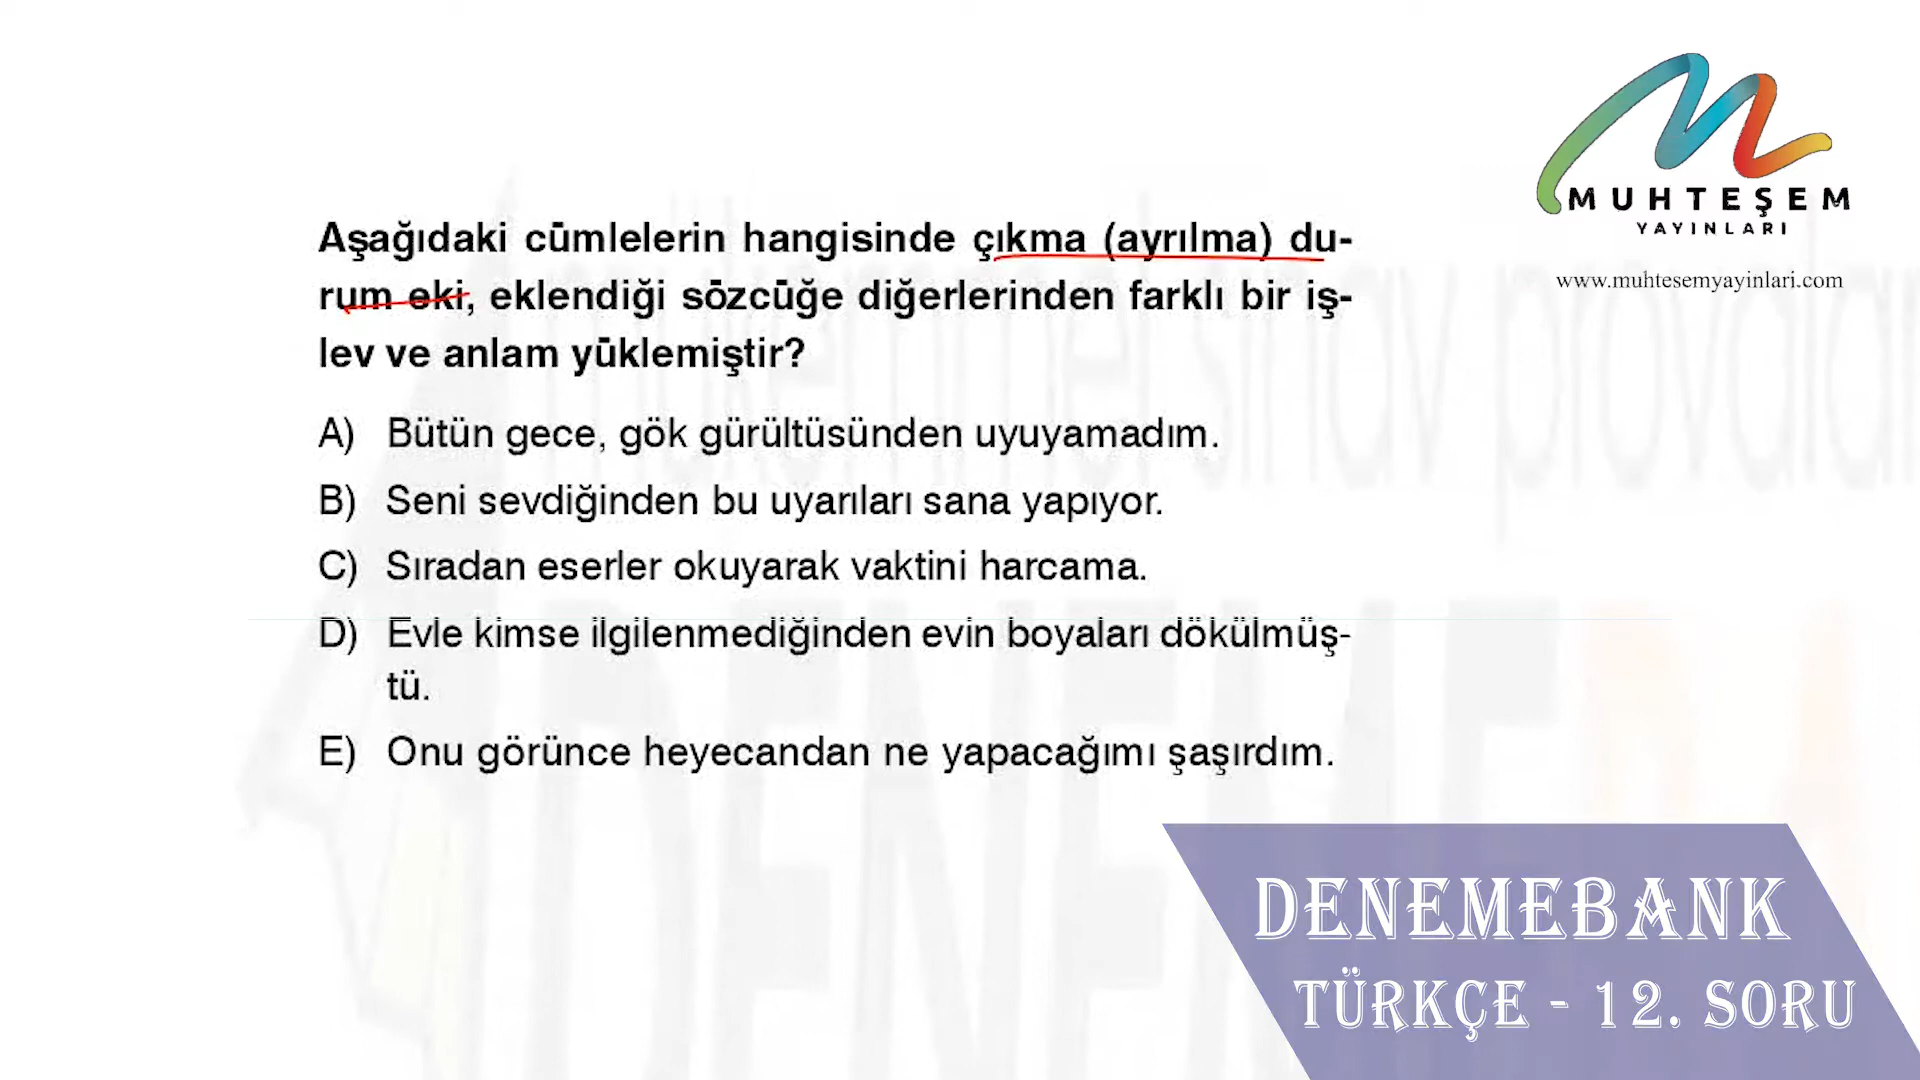 MUHTEŞEM
YAYINLARI
www.muhtesemyayinlari.com
Aşağıdaki cümlelerin hangisinde çıkma (ayrılma) du-
rum eki, eklendiği sözcüğe diğerlerinden farklı bir iş-
lev ve anlam yüklemiştir?
A) Bütün gece, gök gürültüsünden uyuyamadım.
B) Seni sevdiğinden bu uyarıları sana yapıyor.
C) Sıradan eserler okuyarak vaktini harcama.
D) Evle kimse ilgilenmediğinden evin boyaları dökülmüş-
tü.
E) Onu görünce heyecandan ne yapacağımı şaşırdım.
DENEMEBANK
TÜRKÇE - 12. SORU